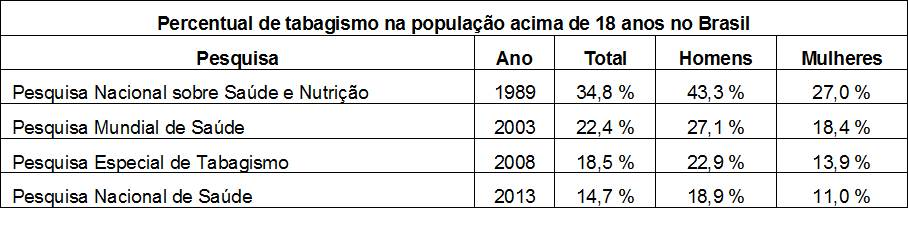 Percentual de tabagismo na população acima de 18 anos no Brasil
Pesquisa Ano Total Homens Mulheres
Pesquisa Nacional sobre Saúde e Nutrição 1989 34,8 % 43,3 % 27,0 %
Pesquisa Mundial de Saúde 2003 22,4 % 27,1 % 18,4 %
Pesquisa Especial de Tabagismo 2008 18,5 % 22,9 % 13,9 %
Pesquisa Nacional de Saúde 2013 14,7 % 18,9 % 11,0 %